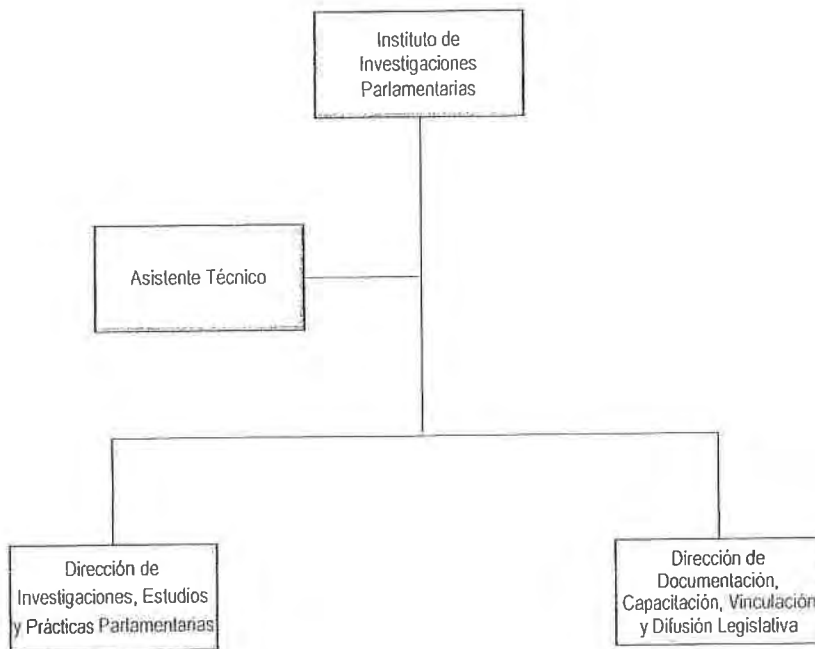 Instituto de
Investigaciones
Parlamentarias
Asistente Técnico
Dirección de
Investigaciones, Estudios
y Prácticas Parlamentarias
Dirección de
Documentación,
Capacitación, Vinculación
y Difusión Legislativa